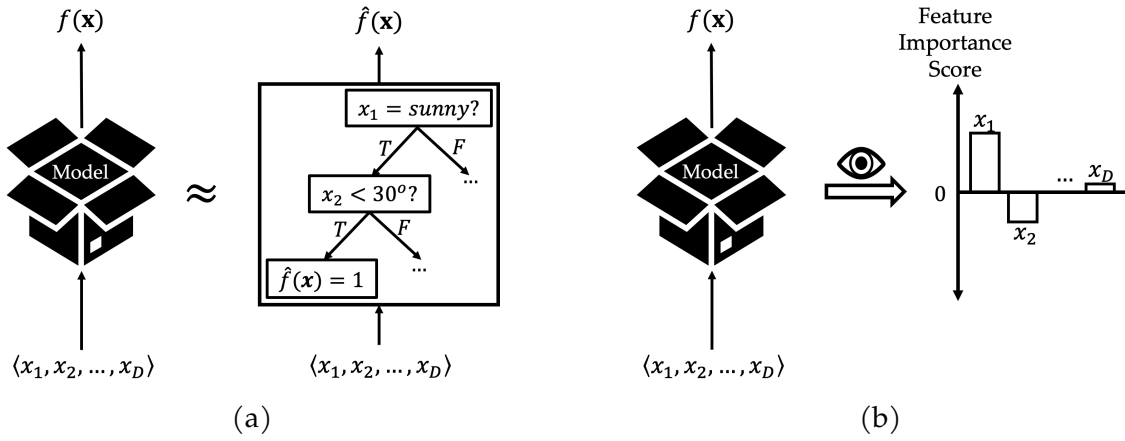 f(𝐱)
Model
⟨x₁, x₂, ..., x_D⟩
≈
f̂(𝐱)
x₁ = sunny?
T F
...
x₂ < 30ᵒ?
T F
...
f̂(𝒙) = 1
⟨x₁, x₂, ..., x_D⟩
(a)
f(𝐱)
Model
⟨x₁, x₂, ..., x_D⟩
Feature
Importance
Score
x₁
... x_D
0
x₂
(b)